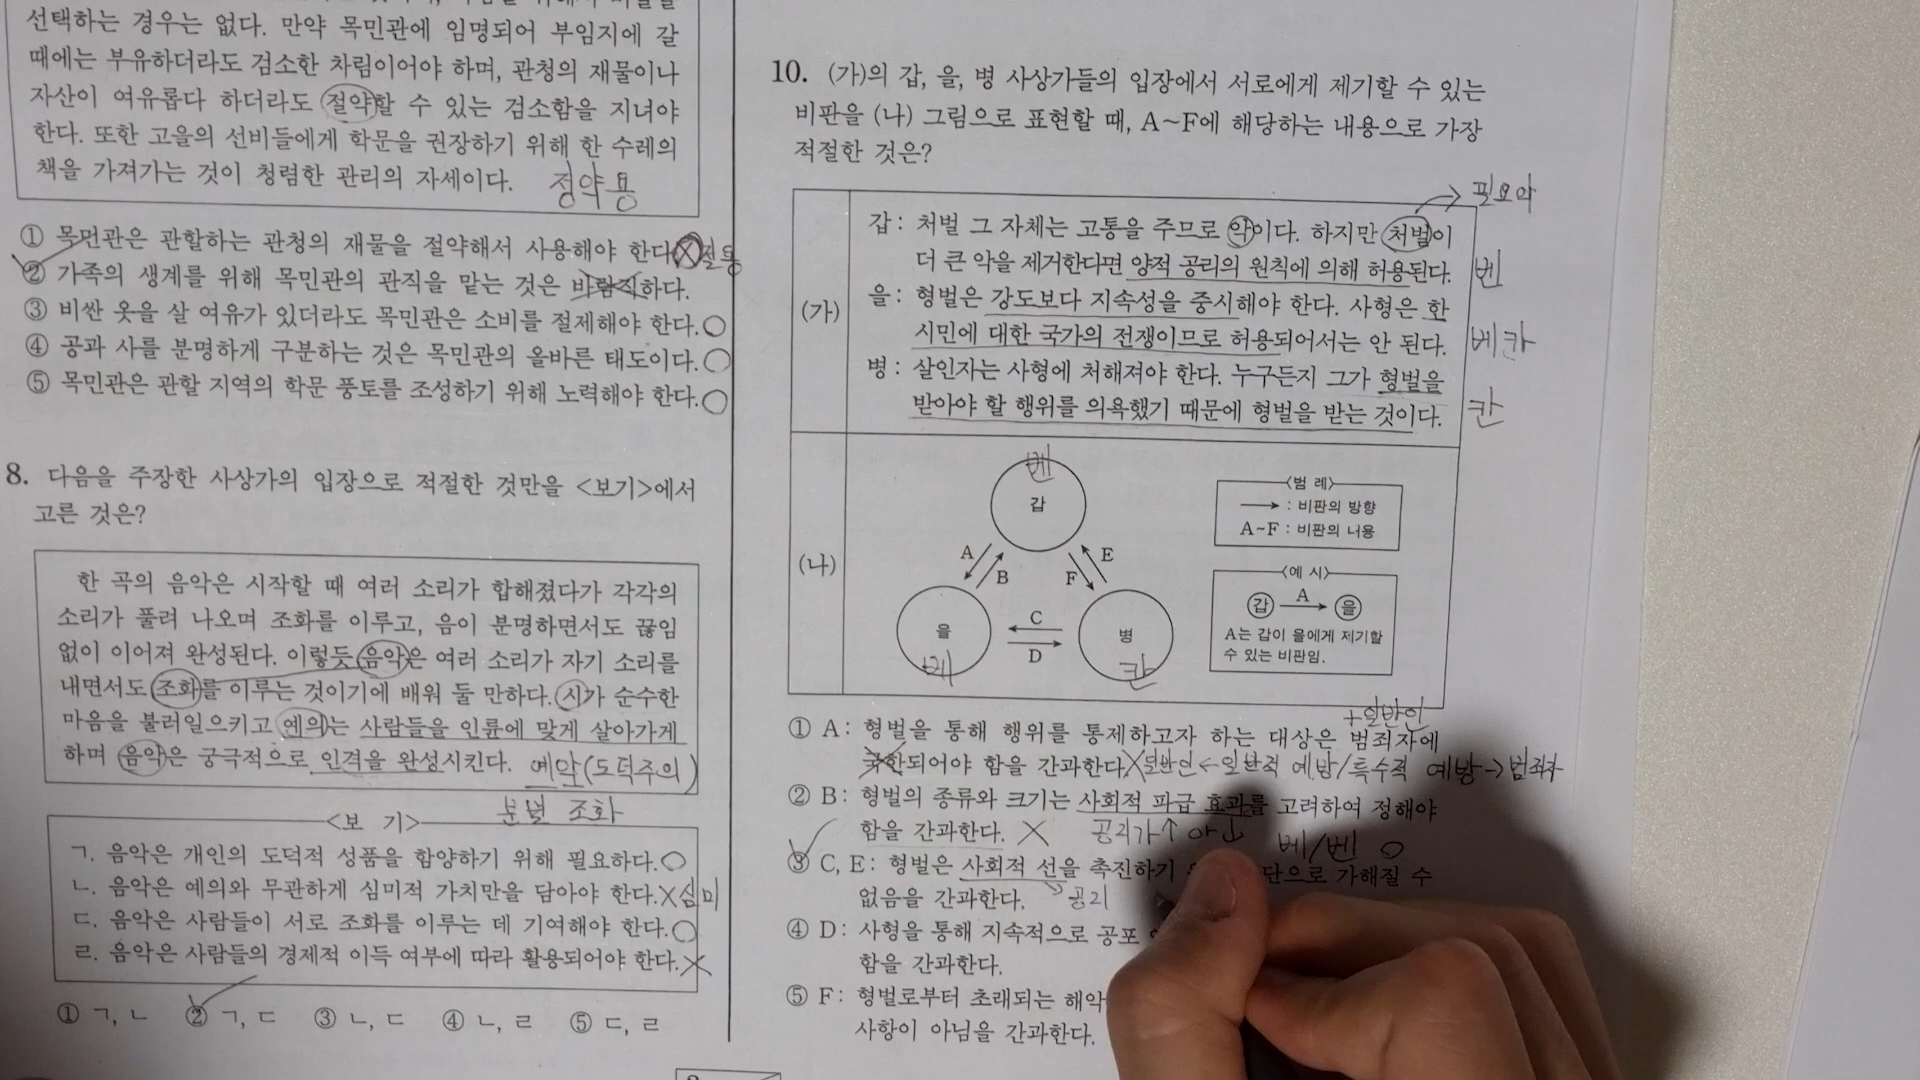 선택하는 경우는 없다. 만약 목민관에 임명되어 부임지에 갈
때에는 부유하더라도 검소한 차림이어야 하며, 관청의 재물이나
자산이 여유롭다 하더라도 절약할 수 있는 검소함을 지녀야
한다. 또한 고을의 선비들에게 학문을 권장하기 위해 한 수레의
책을 가져가는 것이 청렴한 관리의 자세이다. 정약용
① 목민관은 관할하는 관청의 재물을 절약해서 사용해야 한다. X
② 가족의 생계를 위해 목민관의 관직을 맡는 것은 바람직하다.
③ 비싼 옷을 살 여유가 있더라도 목민관은 소비를 절제해야 한다. ○
④ 공과 사를 분명하게 구분하는 것은 목민관의 올바른 태도이다. ○
⑤ 목민관은 관할 지역의 학문 풍토를 조성하기 위해 노력해야 한다. ○
8. 다음을 주장한 사상가의 입장으로 적절한 것만을 <보기>에서
고른 것은?
한 곡의 음악은 시작할 때 여러 소리가 합해졌다가 각각의
소리가 풀려 나오며 조화를 이루고, 음이 분명하면서도 끊임
없이 이어져 완성된다. 이렇듯 음악은 여러 소리가 자기 소리를
내면서도 조화를 이루는 것이기에 배워 둘 만하다. 시가 순수한
마음을 불러일으키고 예의는 사람들을 인륜에 맞게 살아가게
하며 음악은 궁극적으로 인격을 완성시킨다. 예악(도덕주의)
조화
<보 기>
ㄱ. 음악은 개인의 도덕적 성품을 함양하기 위해 필요하다. ○
ㄴ. 음악은 예의와 무관하게 심미적 가치만을 담아야 한다. X 심미
ㄷ. 음악은 사람들이 서로 조화를 이루는 데 기여해야 한다. ○
ㄹ. 음악은 사람들의 경제적 이득 여부에 따라 활용되어야 한다. X
① ㄱ, ㄴ ② ㄱ, ㄷ ③ ㄴ, ㄷ ④ ㄴ, ㄹ ⑤ ㄷ, ㄹ
10. (가)의 갑, 을, 병 사상가들의 입장에서 서로에게 제기할 수 있는
비판을 (나) 그림으로 표현할 때, A~F에 해당하는 내용으로 가장
적절한 것은?
필요악
(가)
갑: 처벌 그 자체는 고통을 주므로 악이다. 하지만 처벌이
더 큰 악을 제거한다면 양적 공리의 원칙에 의해 허용된다. 벤
을: 형벌은 강도보다 지속성을 중시해야 한다. 사형은 한
시민에 대한 국가의 전쟁이므로 허용되어서는 안 된다. 베카
병: 살인자는 사형에 처해져야 한다. 누구든지 그가 형벌을
받아야 할 행위를 의욕했기 때문에 형벌을 받는 것이다. 칸
(나)
벤
갑
A
B
E
F
을
베
C
D
병
칸
<범 례>
→ : 비판의 방향
A~F : 비판의 내용
<예 시>
갑 A→ 을
A는 갑이 을에게 제기할
수 있는 비판임.
+일반인
① A: 형벌을 통해 행위를 통제하고자 하는 대상은 범죄자에
국한되어야 함을 간과한다. X 일반인←일반적 예방/특수적 예방→범죄자
② B: 형벌의 종류와 크기는 사회적 파급 효과를 고려하여 정해야
함을 간과한다. X 공리가↑ 악↓ 베/벤 ○
③ C, E: 형벌은 사회적 선을 촉진하기 단으로 가해질 수
없음을 간과한다. 공리
④ D: 사형을 통해 지속적으로 공포
함을 간과한다.
⑤ F: 형벌로부터 초래되는 해악
사항이 아님을 간과한다.